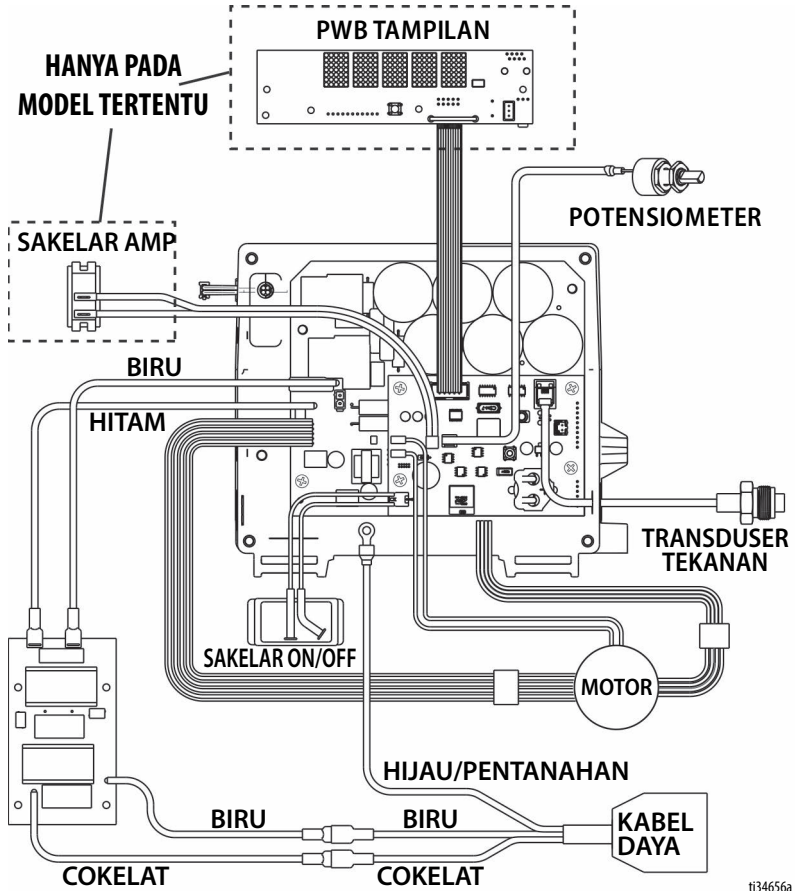 PWB TAMPILAN
HANYA PADA
MODEL TERTENTU
POTENSIOMETER
SAKELAR AMP
BIRU
HITAM
TRANSDUSER
TEKANAN
SAKELAR ON/OFF
MOTOR
HIJAU/PENTANAHAN
BIRU
BIRU
KABEL
DAYA
COKELAT
COKELAT
ti34656a